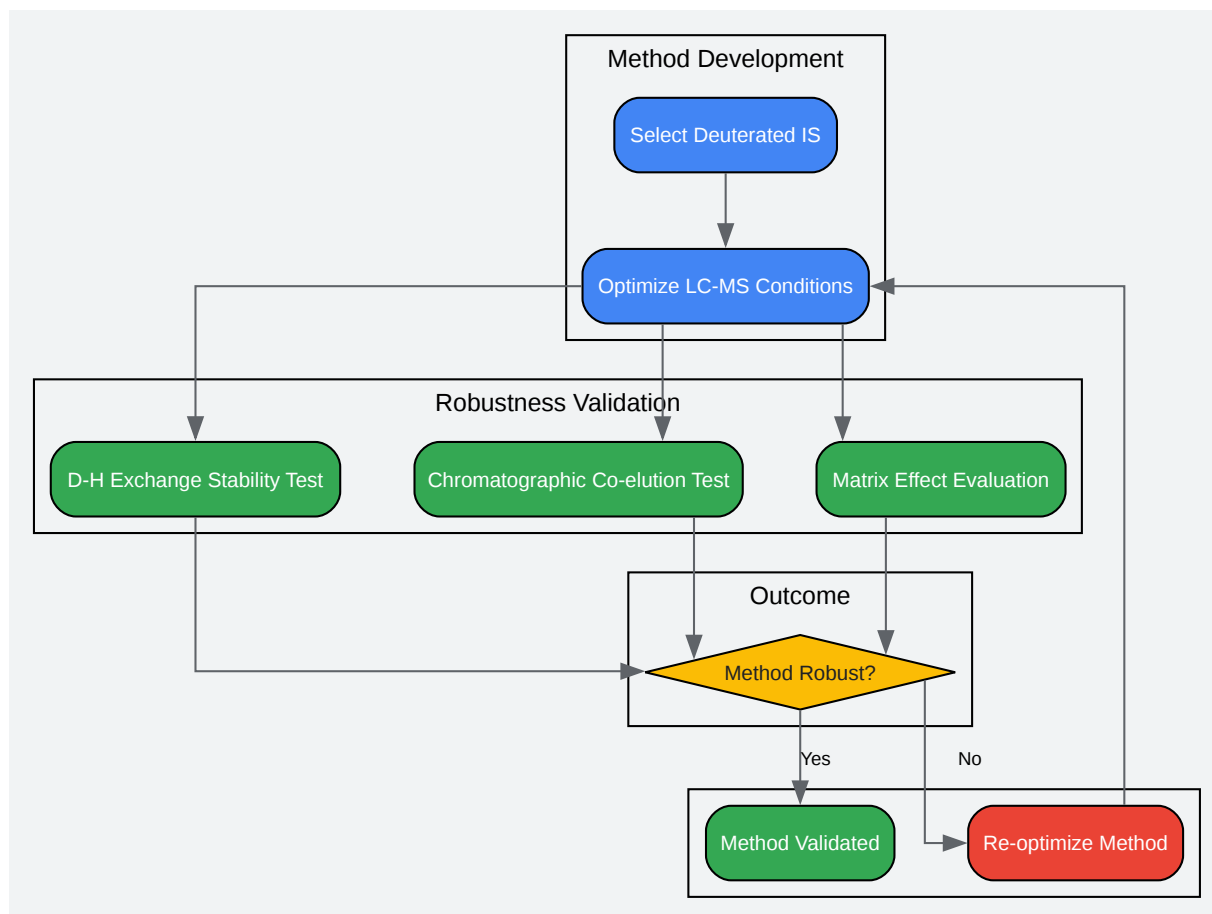 Method Development
Select Deuterated IS
Optimize LC-MS Conditions
Robustness Validation
D-H Exchange Stability Test
Chromatographic Co-elution Test
Matrix Effect Evaluation
Outcome
Method Robust?
Yes
No
Method Validated
Re-optimize Method